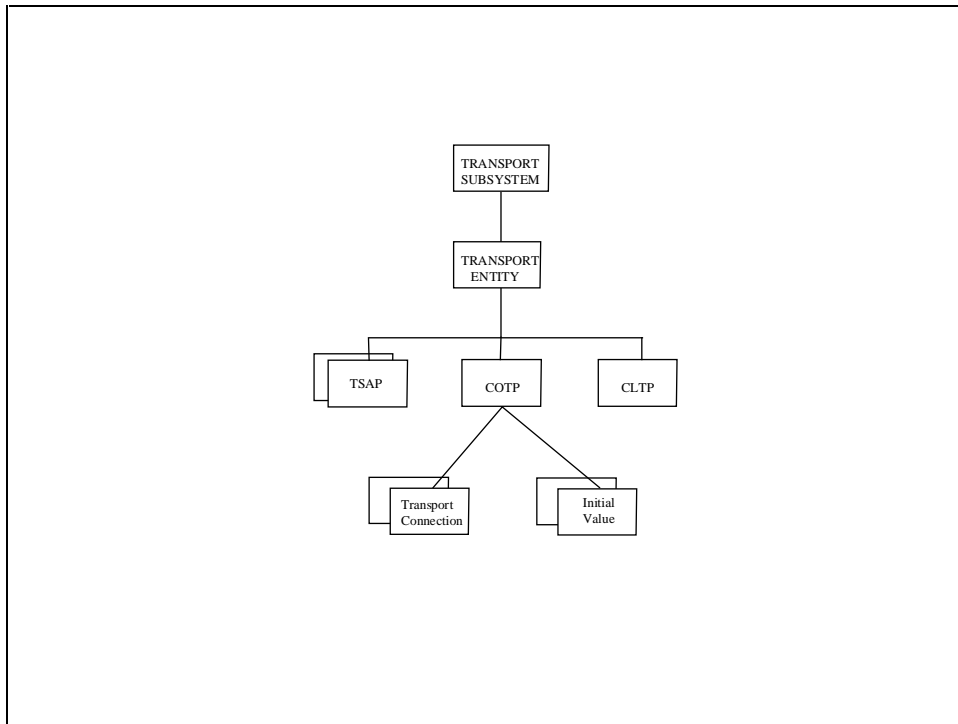 TRANSPORT
SUBSYSTEM
TRANSPORT
ENTITY
TSAP
COTP
CLTP
Transport
Connection
Initial
Value